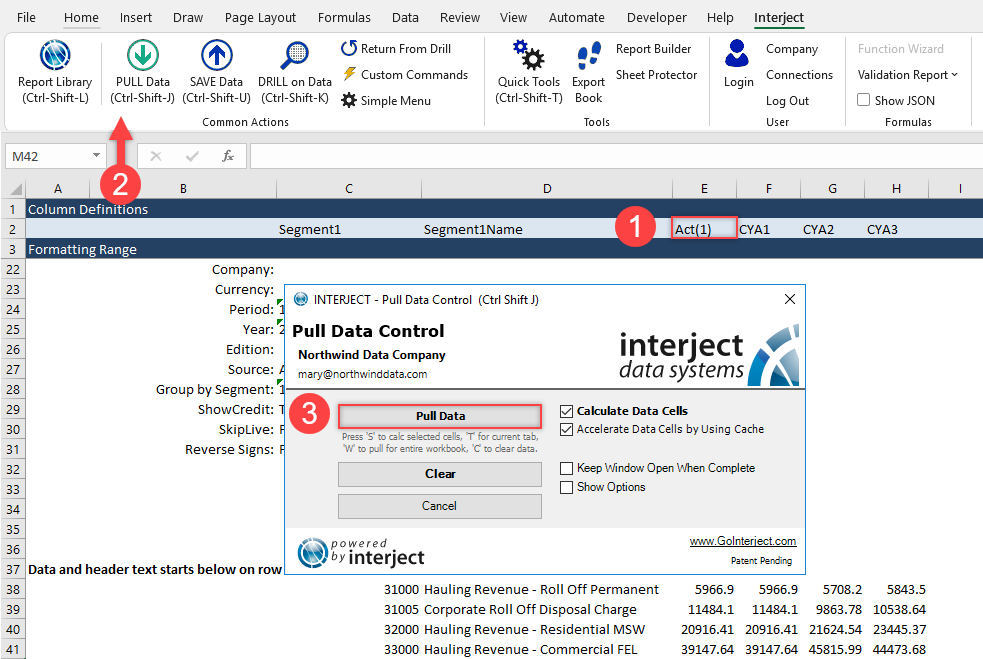 File Home Insert Draw Page Layout Formulas Data Review View Automate Developer Help Interject
Report Library (Ctrl-Shift-L)
PULL Data (Ctrl-Shift-J)
SAVE Data (Ctrl-Shift-U)
DRILL on Data (Ctrl-Shift-K)
Return From Drill
Custom Commands
Simple Menu
Common Actions
Quick Tools (Ctrl-Shift-T)
Export Book
Report Builder
Sheet Protector
Tools
Login
Company
Connections
Log Out
User
Function Wizard
Validation Report
Show JSON
Formulas
M42 fx
2
A B C D E F G H I
1 Column Definitions
2 Segment1 Segment1Name 1 Act(1) CYA1 CYA2 CYA3
3 Formatting Range
22 Company:
23 Currency:
24 Period: 1
25 Year: 2
26 Edition:
27 Source: A
28 Group by Segment: 1
29 ShowCredit: T
30 SkipLive: F
31 Reverse Signs: F
32
33
34
35
36
INTERJECT - Pull Data Control (Ctrl Shift J)
Pull Data Control
Northwind Data Company
mary@northwinddata.com
interject
data systems
3
Pull Data
Press 'S' to calc selected cells, 'T' for current tab,
'W' to pull for entire workbook, 'C' to clear data.
Clear
Cancel
Calculate Data Cells
Accelerate Data Cells by Using Cache
Keep Window Open When Complete
Show Options
powered
by interject
www.GoInterject.com
Patent Pending
37 Data and header text starts below on row
38 31000 Hauling Revenue - Roll Off Permanent 5966.9 5966.9 5708.2 5843.5
39 31005 Corporate Roll Off Disposal Charge 11484.1 11484.1 9863.78 10538.64
40 32000 Hauling Revenue - Residential MSW 20916.41 20916.41 21624.54 23445.37
41 33000 Hauling Revenue - Commercial FEL 39147.64 39147.64 45815.99 44473.68